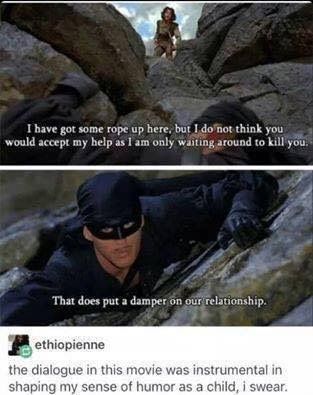 I have got some rope up here, but I do not think you
would accept my help as I am only waiting around to kill you.
That does put a damper on our relationship.
ethiopienne
the dialogue in this movie was instrumental in
shaping my sense of humor as a child, i swear.